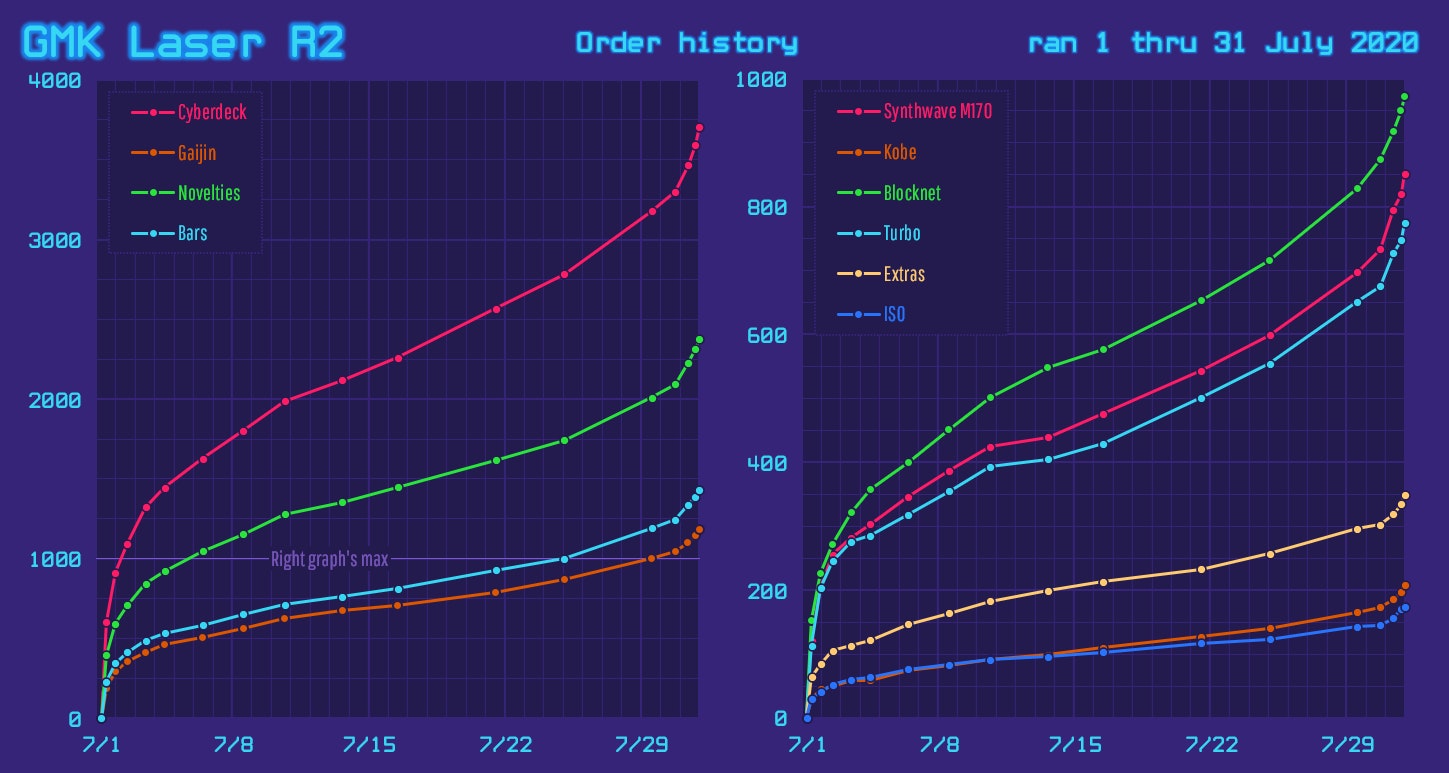 GMK Laser R2
Order history
ran 1 thru 31 July 2020
4000
3000
2000
1000
0
Cyberdeck
Gaijin
Novelties
Bars
Right graph's max
7/1
7/8
7/15
7/22
7/29
1000
800
600
400
200
0
Synthwave M170
Kobe
Blocknet
Turbo
Extras
ISO
7/1
7/8
7/15
7/22
7/29